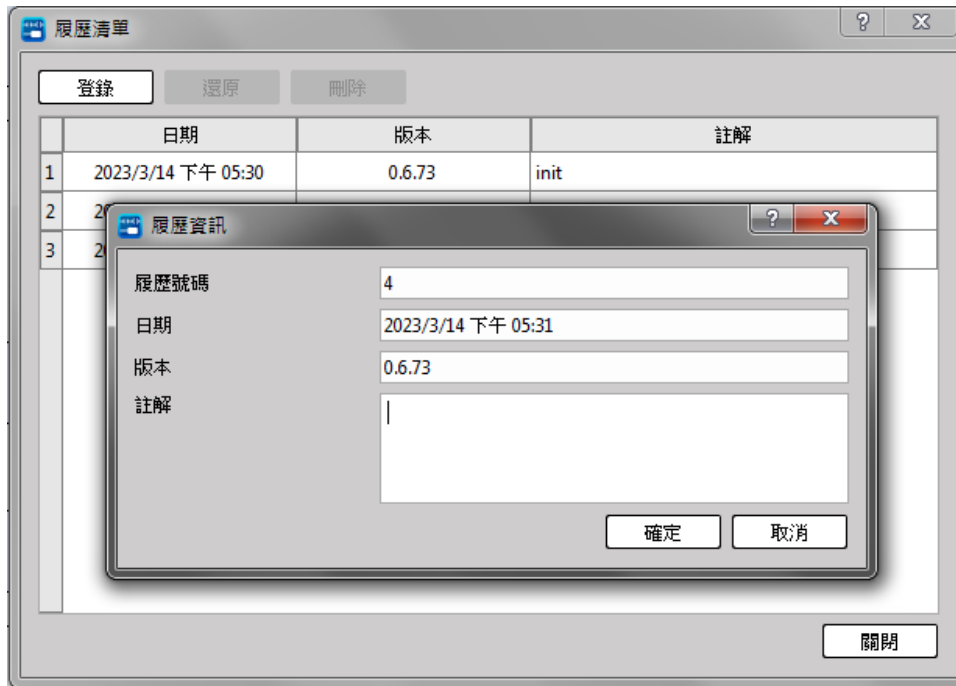 履歷清單
登錄 還原 刪除
日期 版本 註解
1 2023/3/14 下午 05:30 0.6.73 init
2 20
3 20
履歷資訊
履歷號碼 4
日期 2023/3/14 下午 05:31
版本 0.6.73
註解
確定 取消
關閉